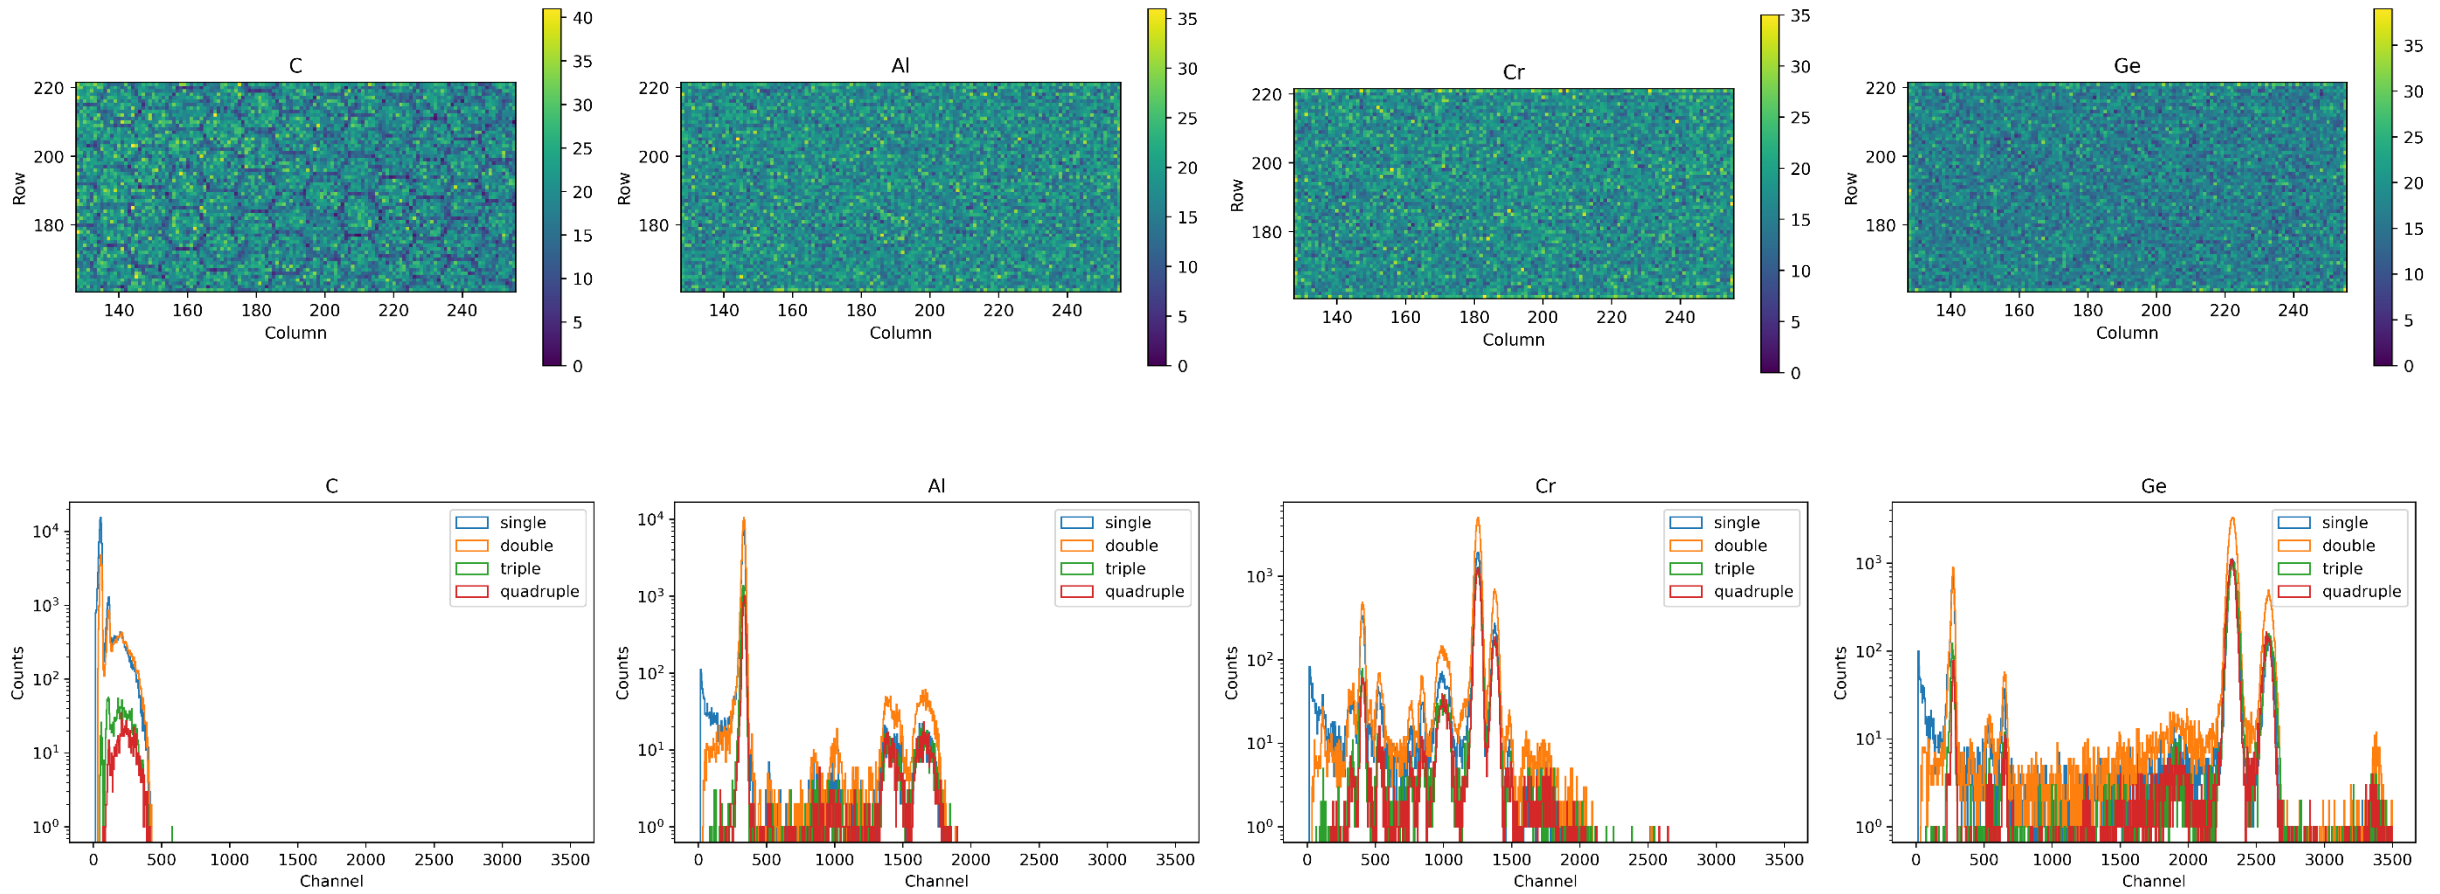 C
220
200
180
Row
140 160 180 200 220 240
Column
40
35
30
25
20
15
10
5
0
Al
220
200
180
Row
140 160 180 200 220 240
Column
35
30
25
20
15
10
5
0
Cr
220
200
180
Row
140 160 180 200 220 240
Column
35
30
25
20
15
10
5
0
Ge
220
200
180
Row
140 160 180 200 220 240
Column
35
30
25
20
15
10
5
0
C
10⁴
10³
10²
10¹
10⁰
Counts
single
double
triple
quadruple
0 500 1000 1500 2000 2500 3000 3500
Channel
Al
10⁴
10³
10²
10¹
10⁰
Counts
single
double
triple
quadruple
0 500 1000 1500 2000 2500 3000 3500
Channel
Cr
10³
10²
10¹
10⁰
Counts
single
double
triple
quadruple
0 500 1000 1500 2000 2500 3000 3500
Channel
Ge
10³
10²
10¹
10⁰
Counts
single
double
triple
quadruple
0 500 1000 1500 2000 2500 3000 3500
Channel